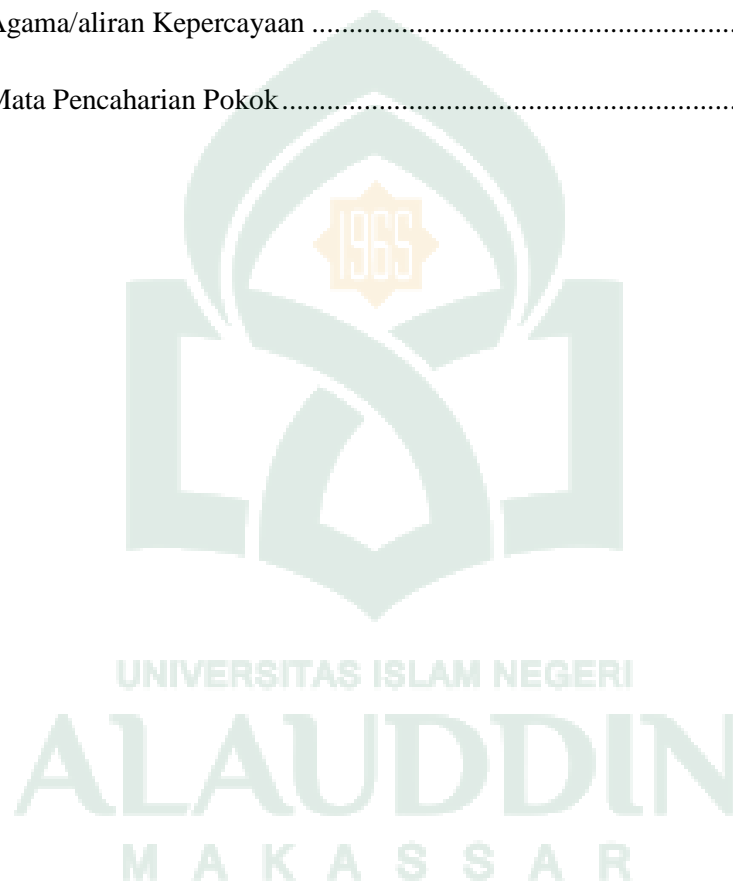 Agama/aliran Kepercayaan ........................................................
Mata Pencaharian Pokok ............................................................
1965
UNIVERSITAS ISLAM NEGERI
ALAUDDIN
M A K A S S A R